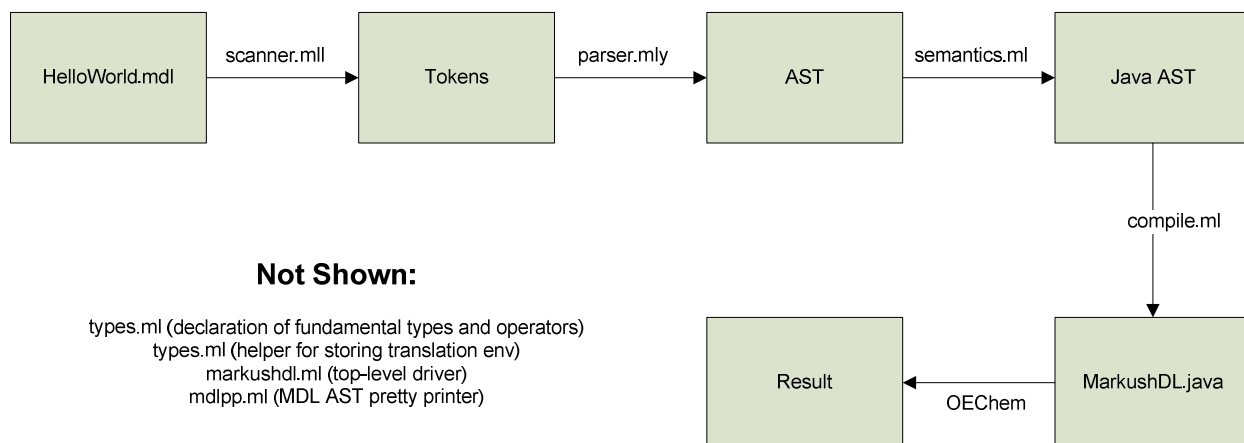 HelloWorld.mdl
scanner.mll
Tokens
parser.mly
AST
semantics.ml
Java AST
compile.ml
Not Shown:
types.ml (declaration of fundamental types and operators)
types.ml (helper for storing translation env)
markushdl.ml (top-level driver)
mdlpp.ml (MDL AST pretty printer)
Result
OEChem
MarkushDL.java